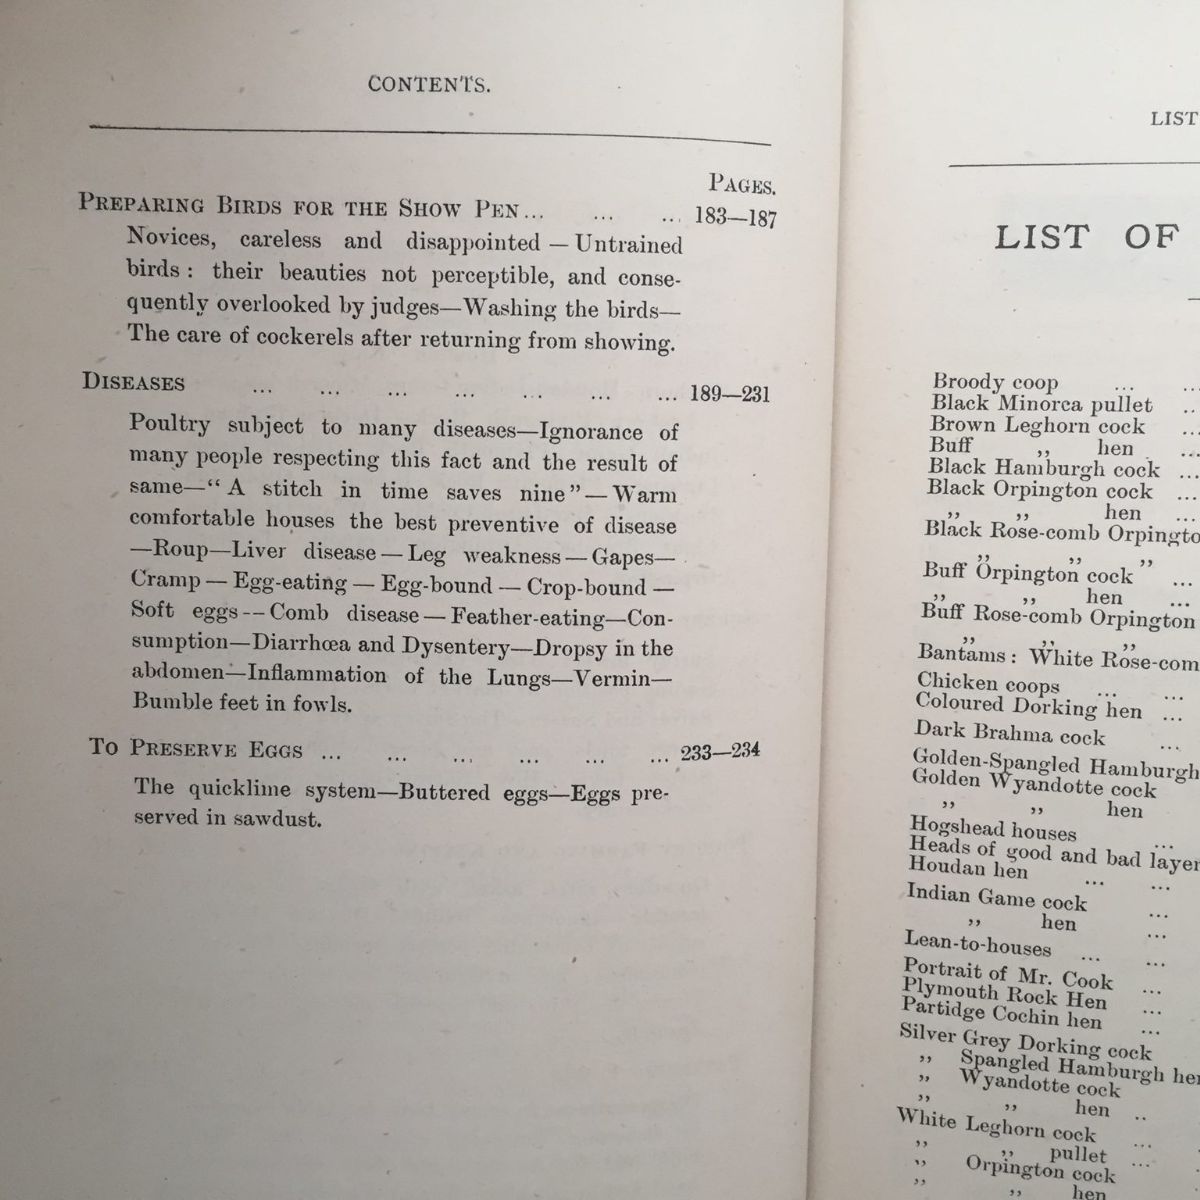 CONTENTS.
PAGES.
PREPARING BIRDS FOR THE SHOW PEN... ... ... 183—187
Novices, careless and disappointed — Untrained
birds : their beauties not perceptible, and conse-
quently overlooked by judges—Washing the birds—
The care of cockerels after returning from showing.
DISEASES ... ... ... ... ... ... ... 189—231
Poultry subject to many diseases—Ignorance of
many people respecting this fact and the result of
same—“ A stitch in time saves nine”— Warm
comfortable houses the best preventive of disease
—Roup—Liver disease — Leg weakness — Gapes—
Cramp — Egg-eating — Egg-bound — Crop-bound —
Soft eggs -- Comb disease — Feather-eating—Con-
sumption—Diarrhœa and Dysentery—Dropsy in the
abdomen—Inflammation of the Lungs—Vermin—
Bumble feet in fowls.
To PRESERVE EGGS ... ... ... ... ... ... 233—234
The quicklime system—Buttered eggs—Eggs pre-
served in sawdust.
LIST
LIST OF
Broody coop ... ...
Black Minorca pullet ..
Brown Leghorn cock ...
Buff ,, hen ...
Black Hamburgh cock ...
Black Orpington cock ...
,, ,, hen ...
Black Rose-comb Orpingto
,, ,, ,,
Buff Orpington cock ...
,, ,, hen ...
Buff Rose-comb Orpington
,, ,, ,,
Bantams : White Rose-com
Chicken coops ... ...
Coloured Dorking hen ...
Dark Brahma cock ...
Golden-Spangled Hamburgh
Golden Wyandotte cock
,, ,, hen
Hogshead houses ...
Heads of good and bad layer
Houdan hen ... ...
Indian Game cock ...
,, hen ...
Lean-to-houses ... ...
Portrait of Mr. Cook ...
Plymouth Rock Hen ...
Partidge Cochin hen ...
Silver Grey Dorking cock
,, Spangled Hamburgh hen
,, Wyandotte cock
,, ,, hen ..
White Leghorn cock ...
,, ,, pullet ...
,, Orpington cock
,, ,, hen